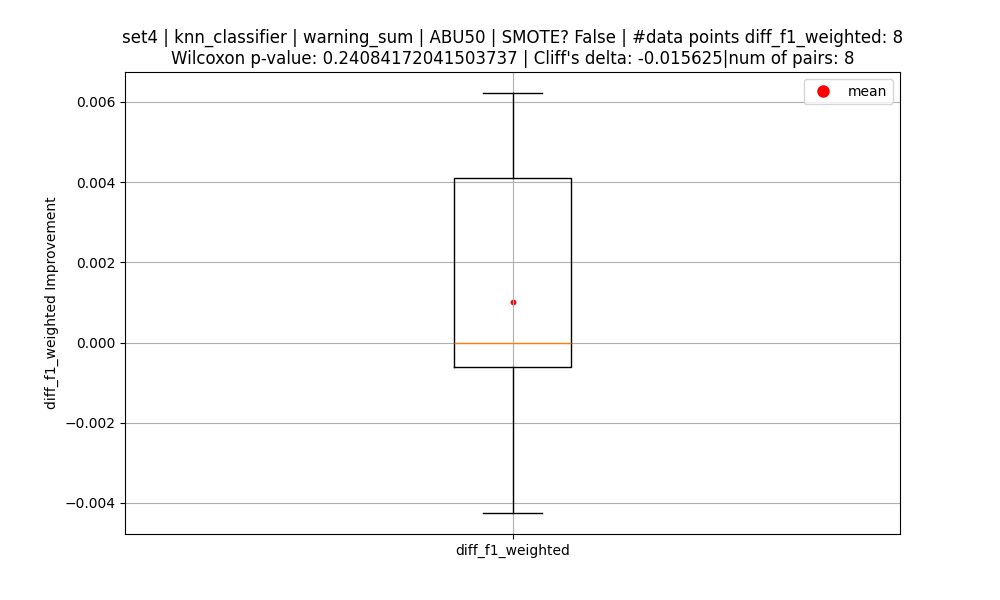 set4 | knn_classifier | warning_sum | ABU50 | SMOTE? False | #data points diff_f1_weighted: 8
Wilcoxon p-value: 0.24084172041503737 | Cliff's delta: -0.015625|num of pairs: 8
mean
0.006
0.004
0.002
0.000
−0.002
−0.004
diff_f1_weighted Improvement
diff_f1_weighted